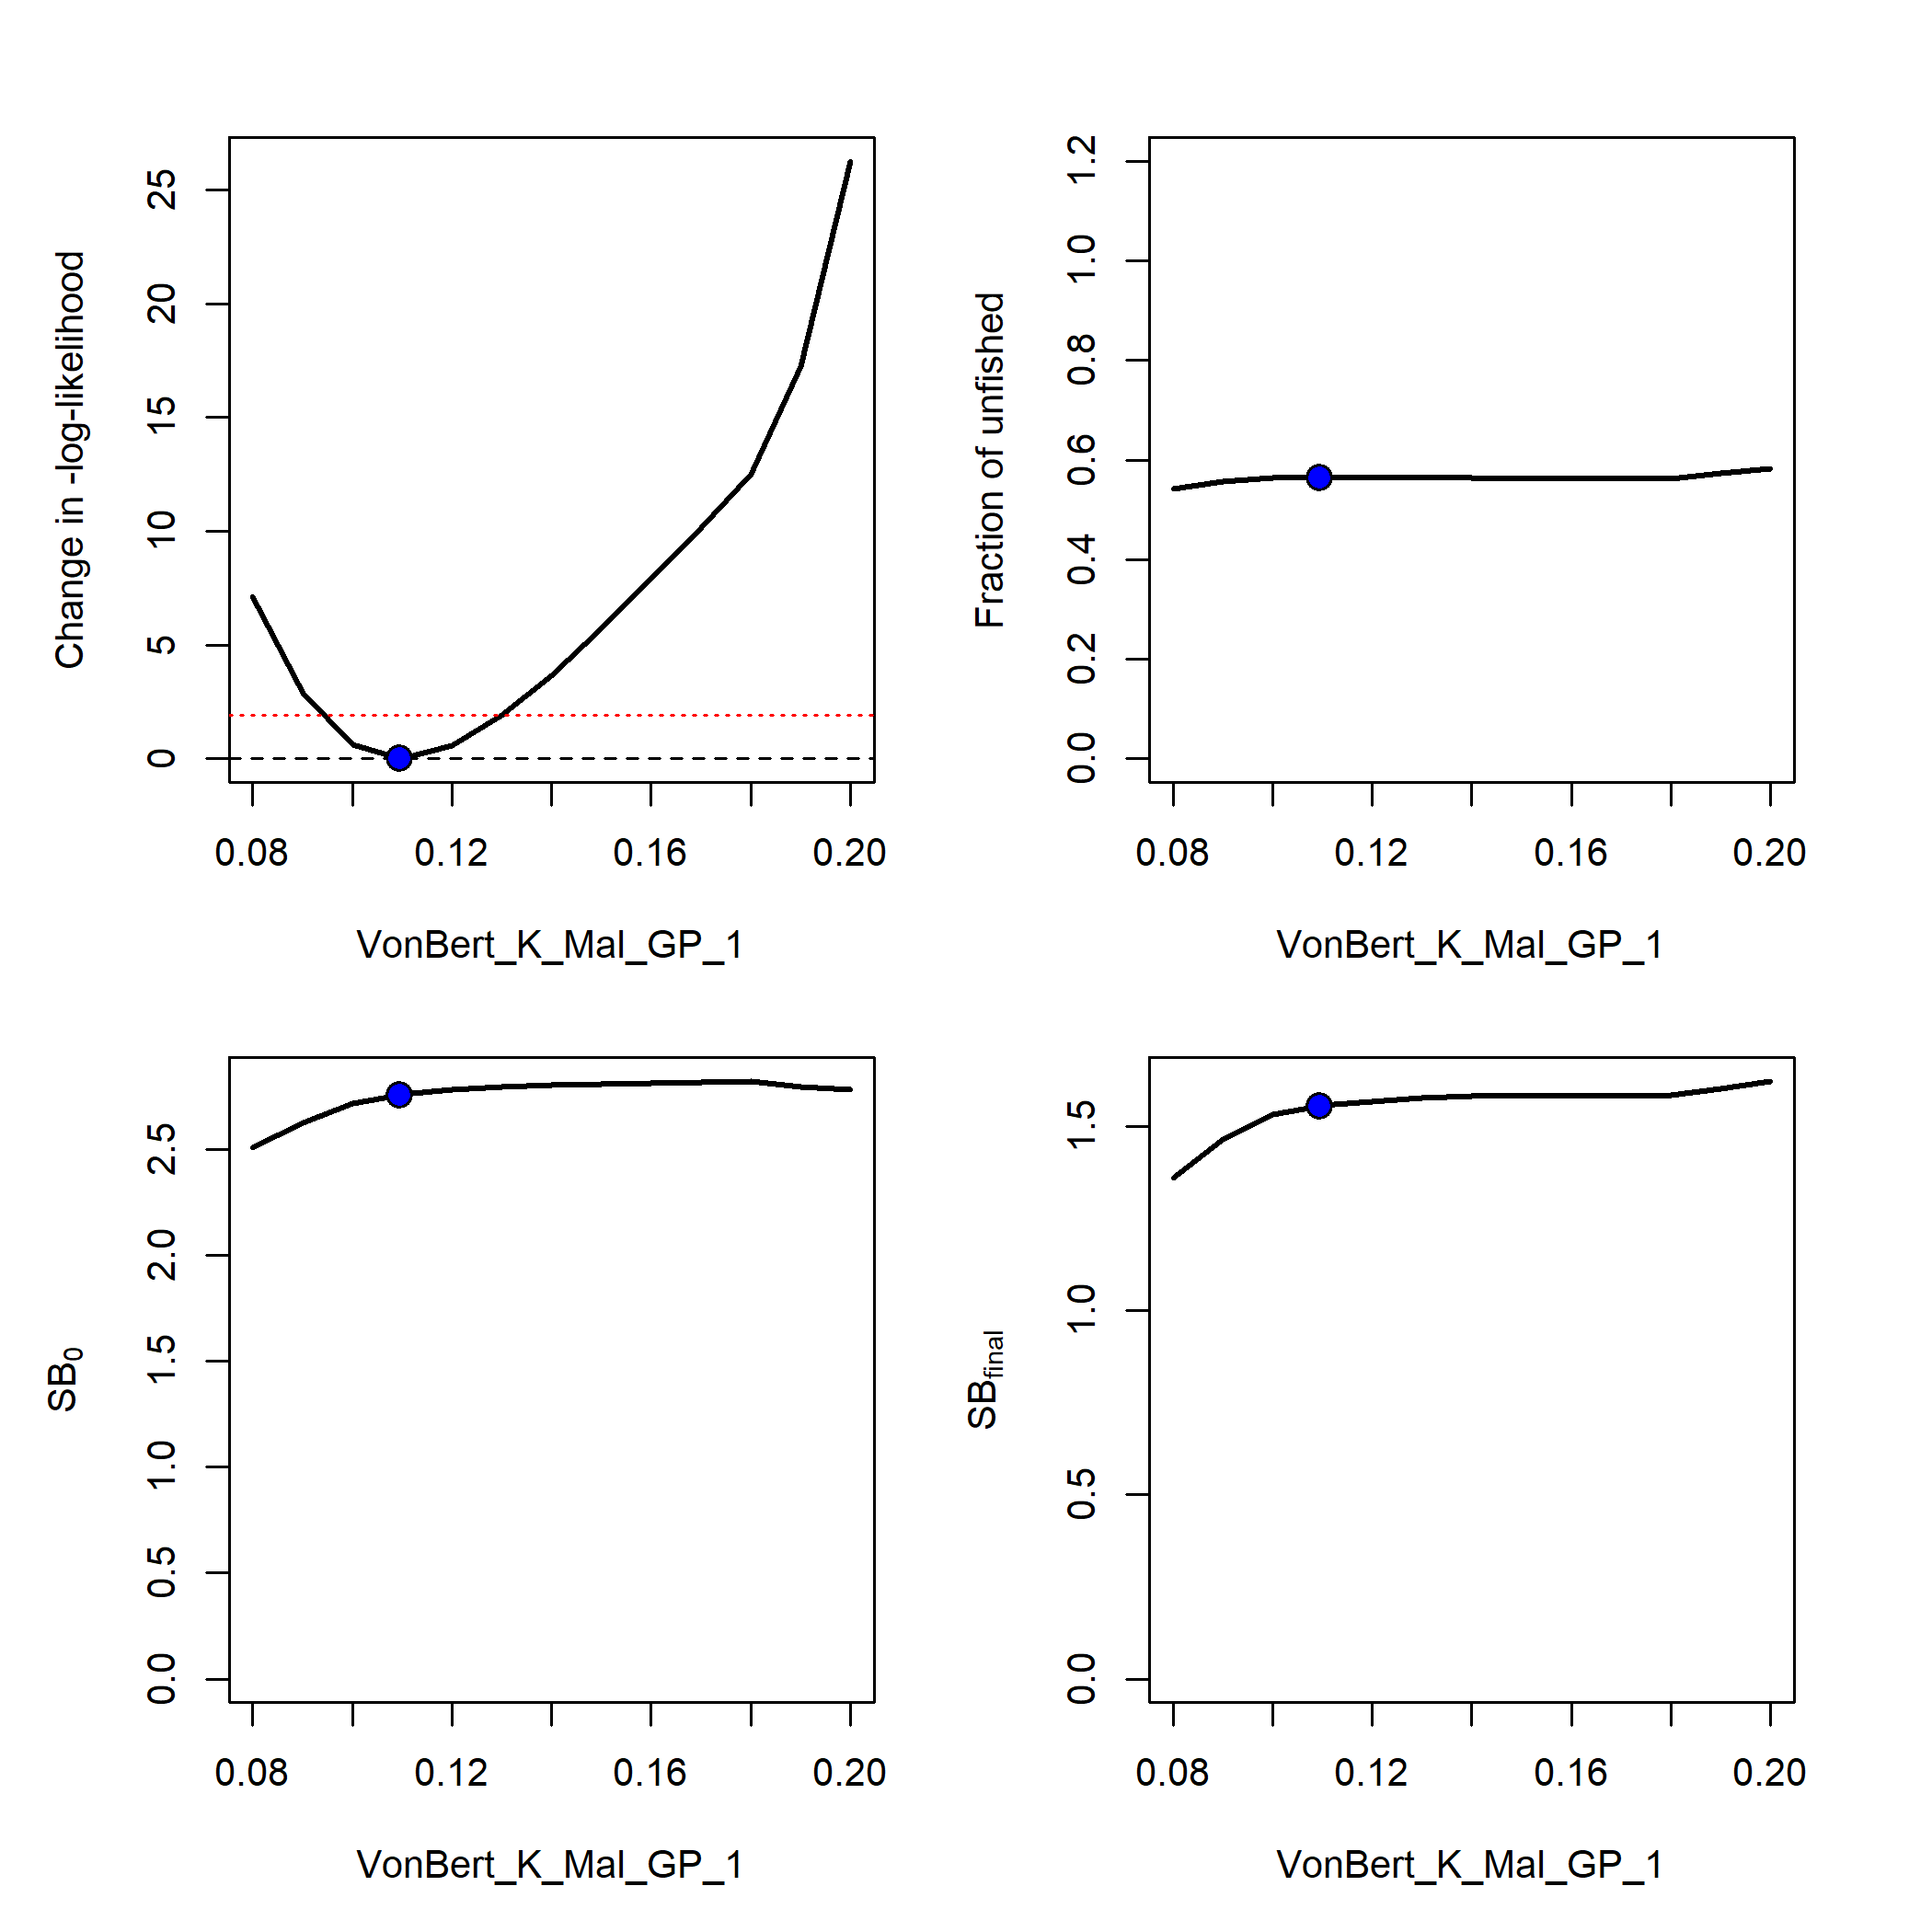 Change in -log-likelihood
0 5 10 15 20 25
0.08 0.12 0.16 0.20
VonBert_K_Mal_GP_1
Fraction of unfished
0.0 0.2 0.4 0.6 0.8 1.0 1.2
0.08 0.12 0.16 0.20
VonBert_K_Mal_GP_1
SB0
0.0 0.5 1.0 1.5 2.0 2.5
0.08 0.12 0.16 0.20
VonBert_K_Mal_GP_1
SBfinal
0.0 0.5 1.0 1.5
0.08 0.12 0.16 0.20
VonBert_K_Mal_GP_1